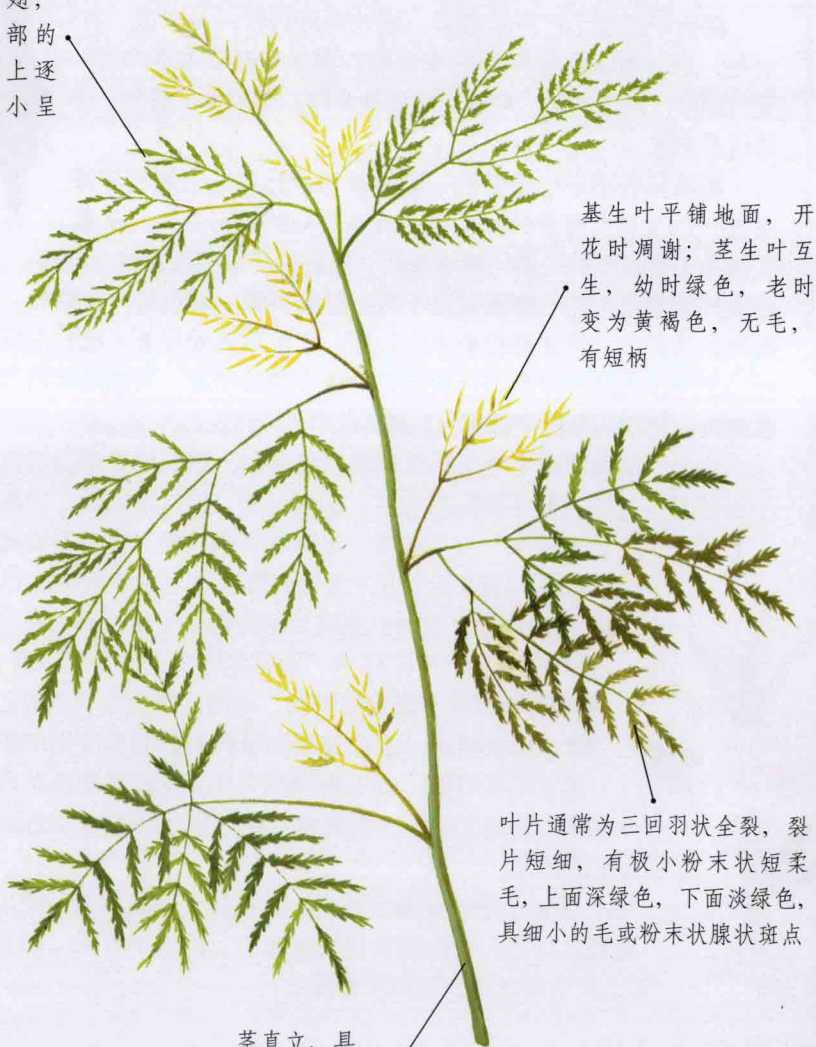 部的
上逐
小呈
基生叶平铺地面，开
花时凋谢；茎生叶互
生，幼时绿色，老时
变为黄褐色，无毛，
有短柄
叶片通常为三回羽状全裂，裂
片短细，有极小粉末状短柔
毛，上面深绿色，下面淡绿色，
具细小的毛或粉末状腺状斑点
茎直立，具